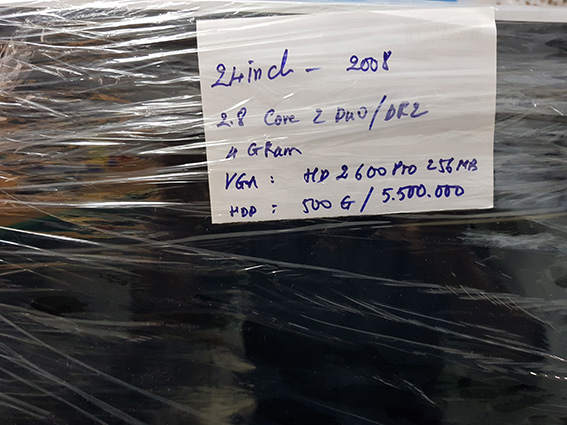 24inch - 2008
2.8 Core 2 Duo/DR2
4 GRam
VGA : HD 2600 Pro 256MB
HDD : 500 G / 5.500.000